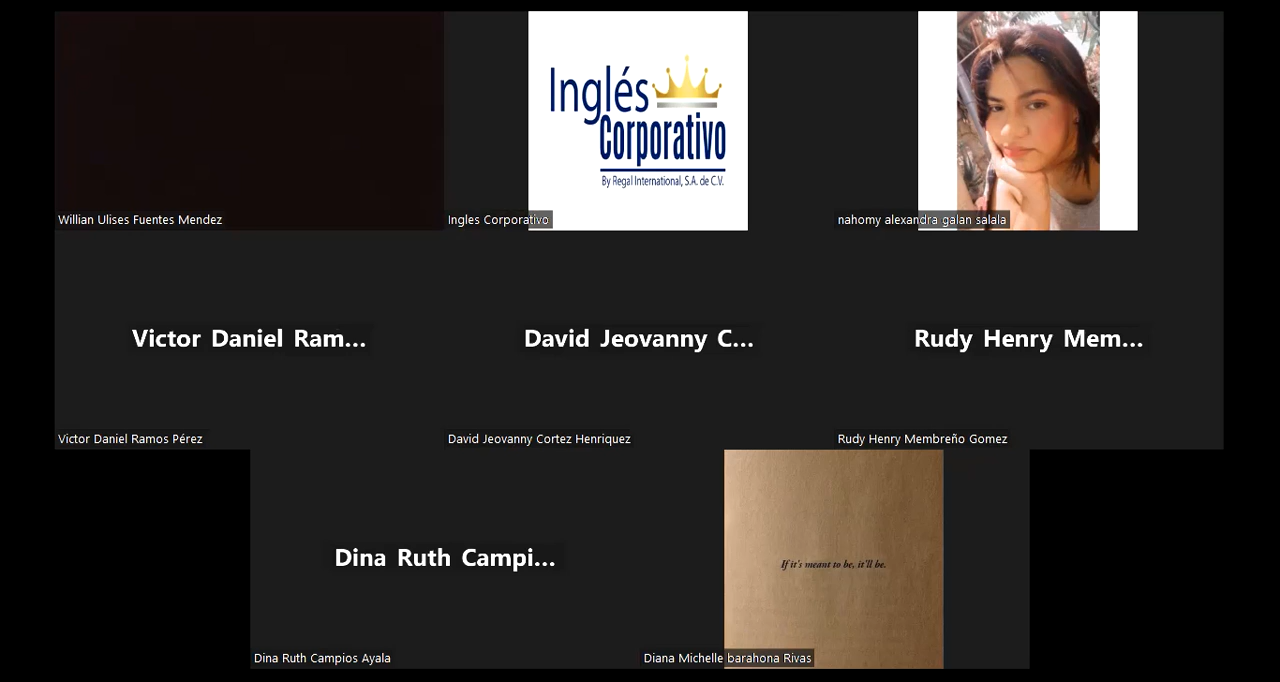 Inglés
Corporativo
By Regal International, S.A. de C.V.
Willian Ulises Fuentes Mendez
Ingles Corporativo
nahomy alexandra galan salala
Victor Daniel Ram...
David Jeovanny C...
Rudy Henry Mem...
Victor Daniel Ramos Pérez
David Jeovanny Cortez Henriquez
Rudy Henry Membreño Gomez
Dina Ruth Campi...
If it's meant to be, it'll be.
Dina Ruth Campios Ayala
Diana Michelle barahona Rivas